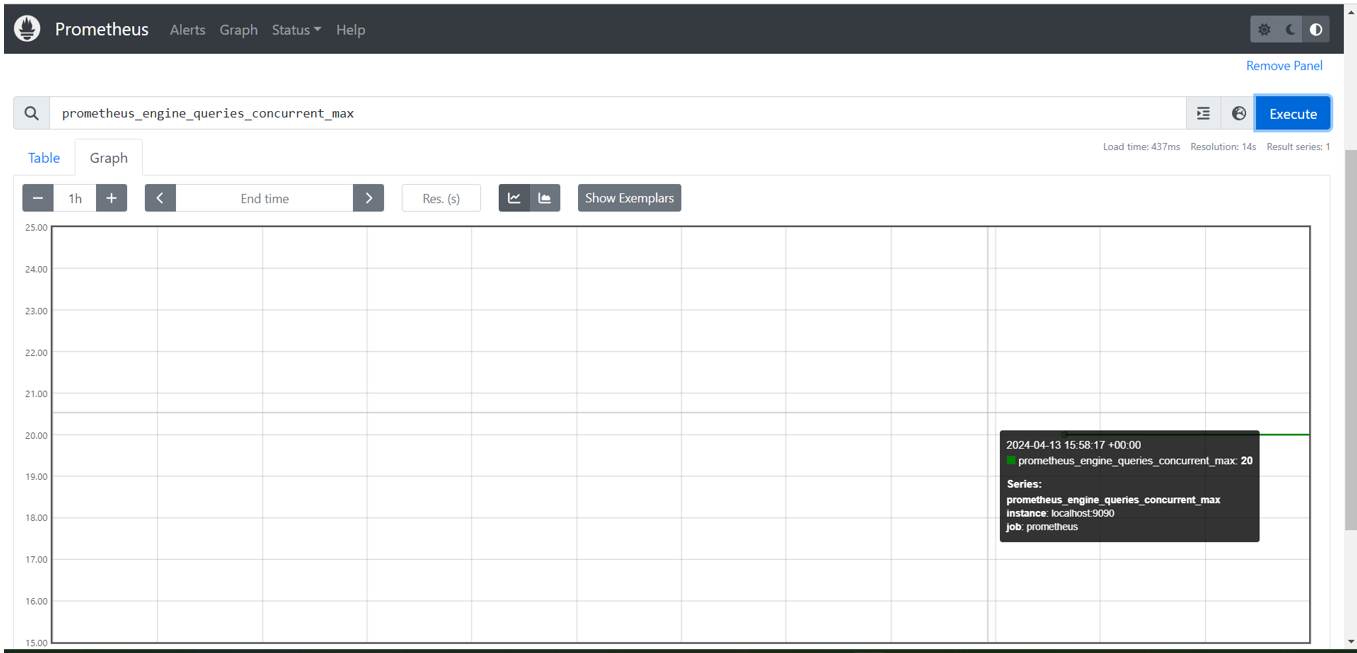 Prometheus Alerts Graph Status Help
Remove Panel
prometheus_engine_queries_concurrent_max
Execute
Load time: 437ms Resolution: 14s Result series: 1
Table Graph
− 1h + End time Res. (s) Show Exemplars
25.00
24.00
23.00
22.00
21.00
20.00
19.00
18.00
17.00
16.00
15.00
2024-04-13 15:58:17 +00:00
prometheus_engine_queries_concurrent_max: 20
Series:
prometheus_engine_queries_concurrent_max
instance: localhost:9090
job: prometheus